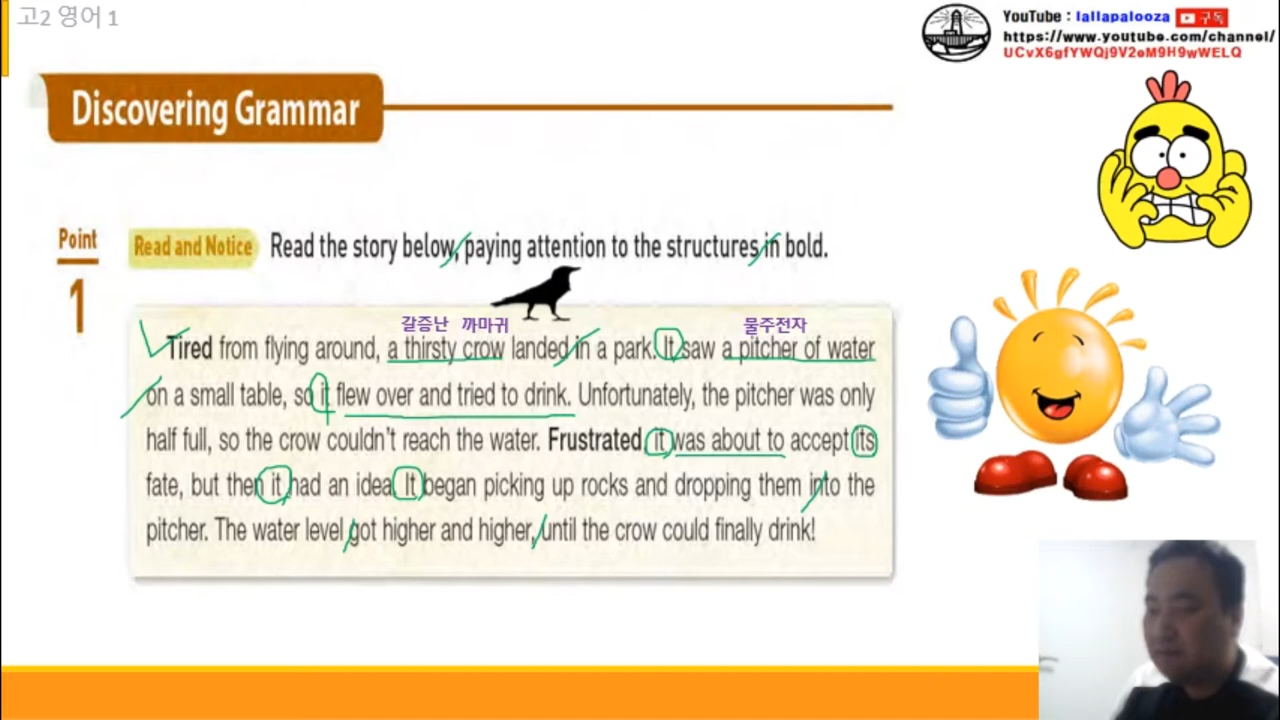 고2 영어 1
YouTube : lallapalooza 구독
https://www.youtube.com/channel/
UCvX6gfYWQj9V2eM9H9wWELQ
Discovering Grammar
Point
1
Read and Notice Read the story below, paying attention to the structures in bold.
갈증난 까마귀 물주전자
Tired from flying around, a thirsty crow landed in a park. It saw a pitcher of water
on a small table, so it flew over and tried to drink. Unfortunately, the pitcher was only
half full, so the crow couldn't reach the water. Frustrated, it was about to accept its
fate, but then it had an idea. It began picking up rocks and dropping them into the
pitcher. The water level got higher and higher, until the crow could finally drink!